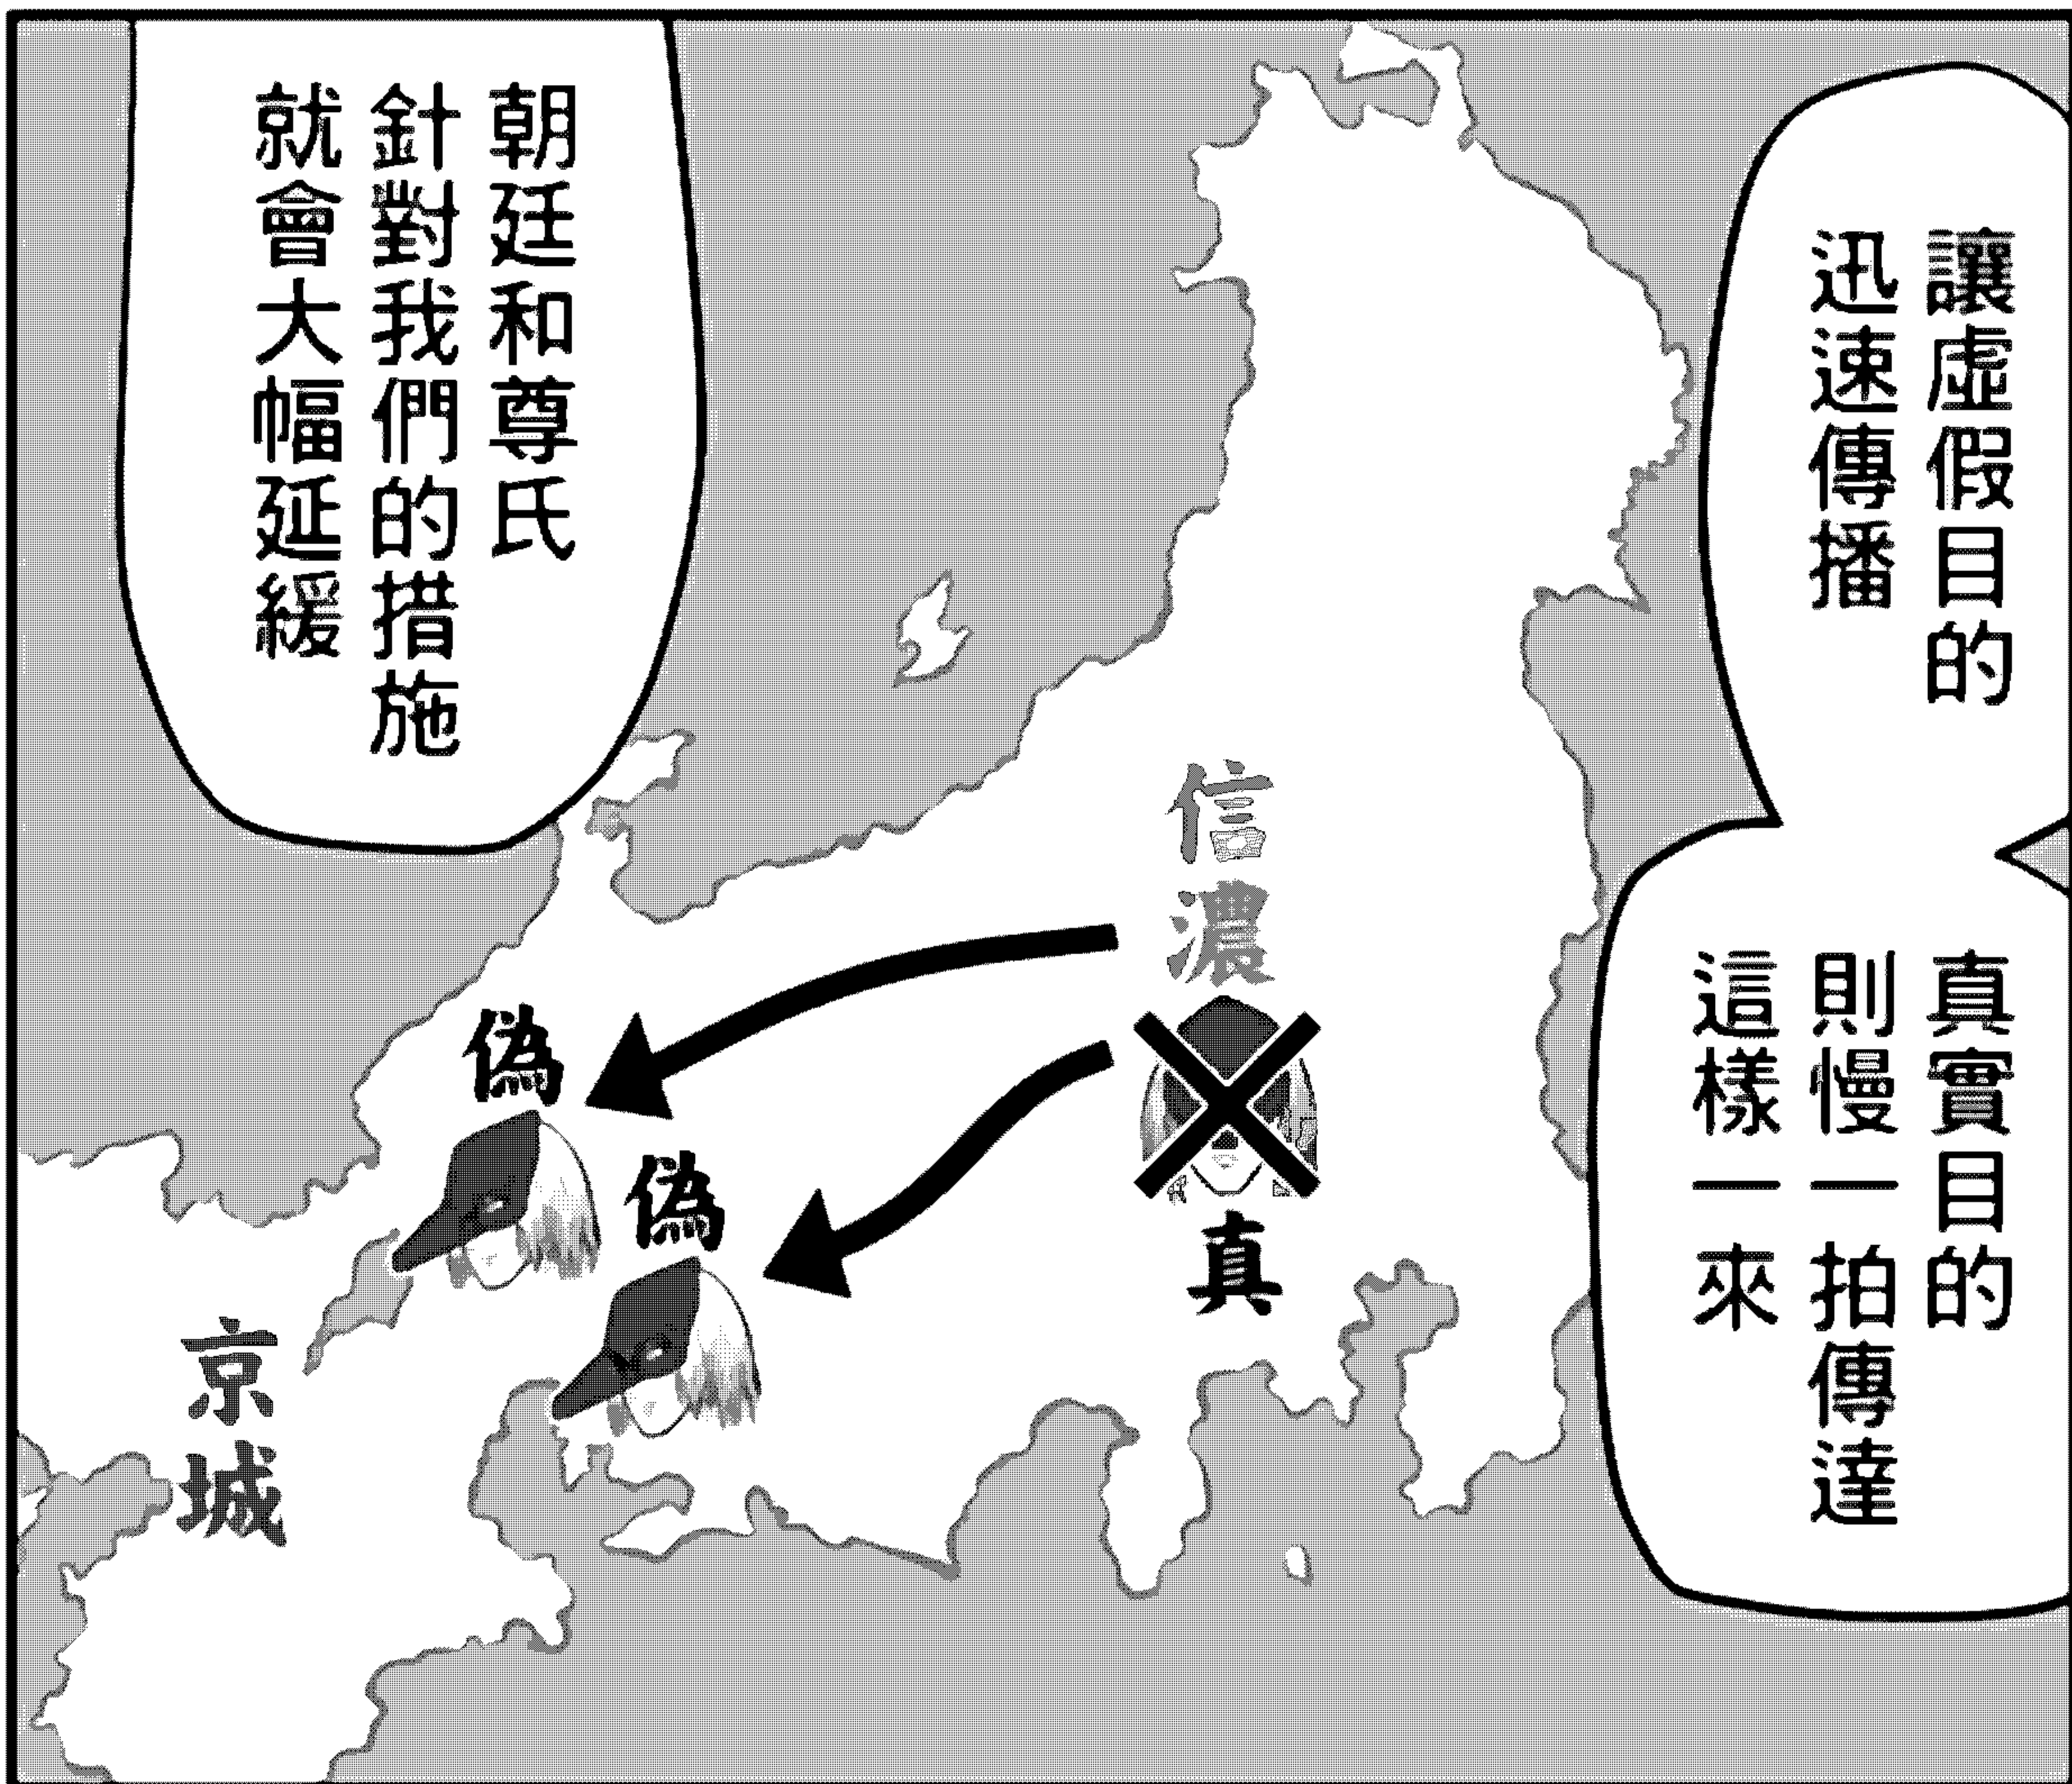 讓虛假目的
迅速傳播
真實目的
則慢一拍傳達
這樣一來
朝廷和尊氏
針對我們的措施
就會大幅延緩
信濃
真
偽
偽
京城